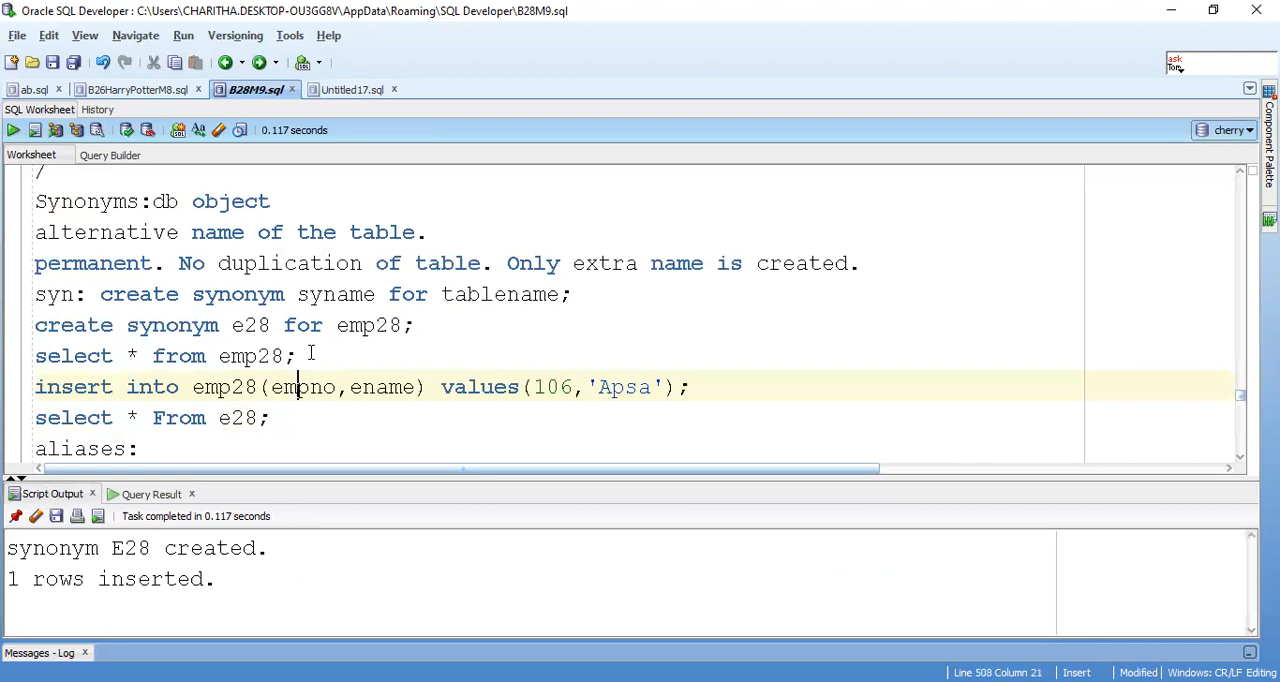 Oracle SQL Developer : C:\Users\CHARITHA.DESKTOP-OU3GG8V\AppData\Roaming\SQL Developer\B28M9.sql
File Edit View Navigate Run Versioning Tools Help
ask
Tom
ab.sql B26HarryPotterM8.sql B28M9.sql Untitled17.sql
SQL Worksheet History
0.117 seconds
cherry
Component Palette
Worksheet Query Builder
/
Synonyms:db object
alternative name of the table.
permanent. No duplication of table. Only extra name is created.
syn: create synonym syname for tablename;
create synonym e28 for emp28;
select * from emp28;
insert into emp28(empno,ename) values(106,'Apsa');
select * From e28;
aliases:
Script Output Query Result
Task completed in 0.117 seconds
synonym E28 created.
1 rows inserted.
Messages - Log
Line 508 Column 21 Insert Modified Windows: CR/LF Editing